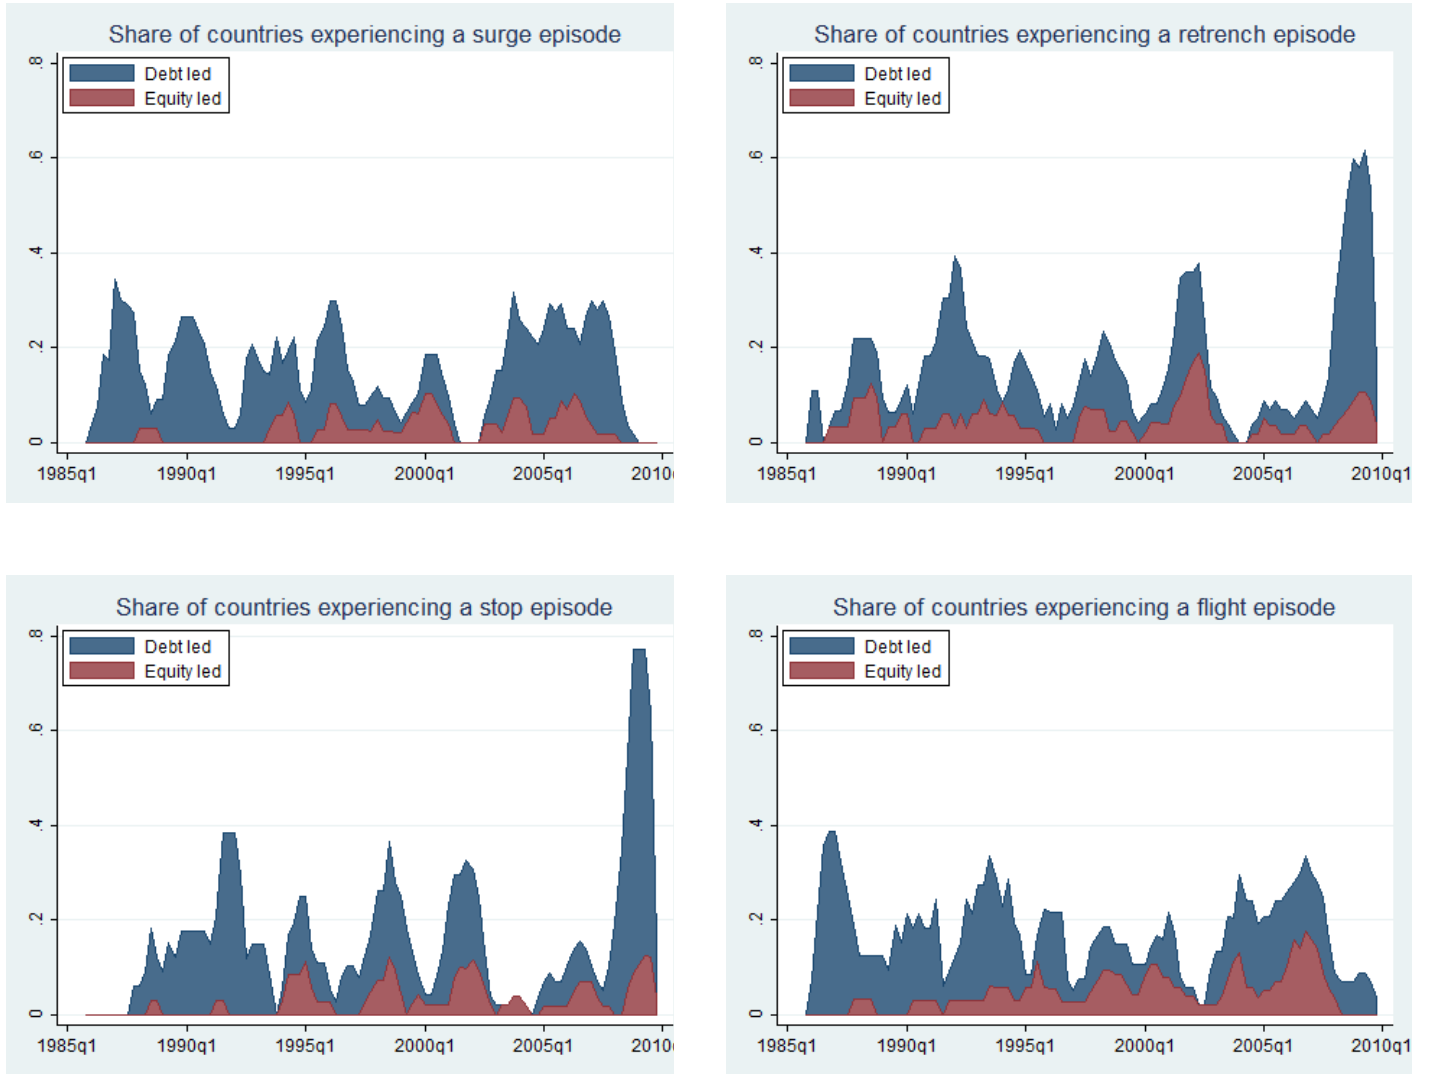 Share of countries experiencing a surge episode
.8
.6
.4
.2
0
Debt led
Equity led
1985q1 1990q1 1995q1 2000q1 2005q1 2010
Share of countries experiencing a retrench episode
.8
.6
.4
.2
0
Debt led
Equity led
1985q1 1990q1 1995q1 2000q1 2005q1 2010q1
Share of countries experiencing a stop episode
.8
.6
.4
.2
0
Debt led
Equity led
1985q1 1990q1 1995q1 2000q1 2005q1 2010
Share of countries experiencing a flight episode
.8
.6
.4
.2
0
Debt led
Equity led
1985q1 1990q1 1995q1 2000q1 2005q1 2010q1